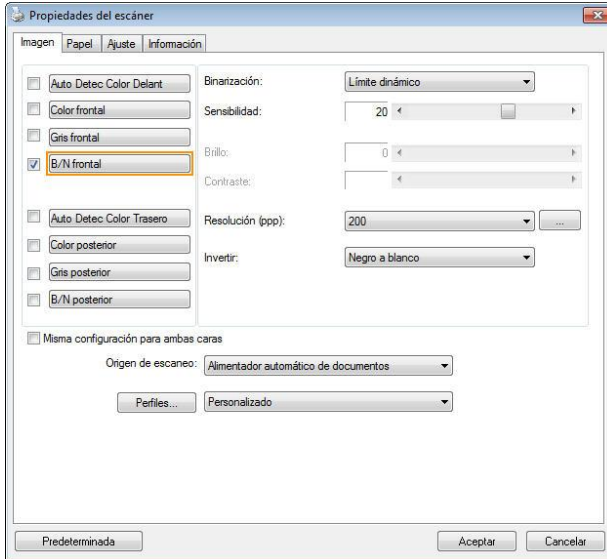 Propiedades del escáner
Imagen Papel Ajuste Información
Auto Detec Color Delant
Color frontal
Gris frontal
B/N frontal
Auto Detec Color Trasero
Color posterior
Gris posterior
B/N posterior
Binarización: Límite dinámico
Sensibilidad: 20
Brillo: 0
Contraste:
Resolución (ppp): 200 ...
Invertir: Negro a blanco
Misma configuración para ambas caras
Origen de escaneo: Alimentador automático de documentos
Perfiles... Personalizado
Predeterminada Aceptar Cancelar